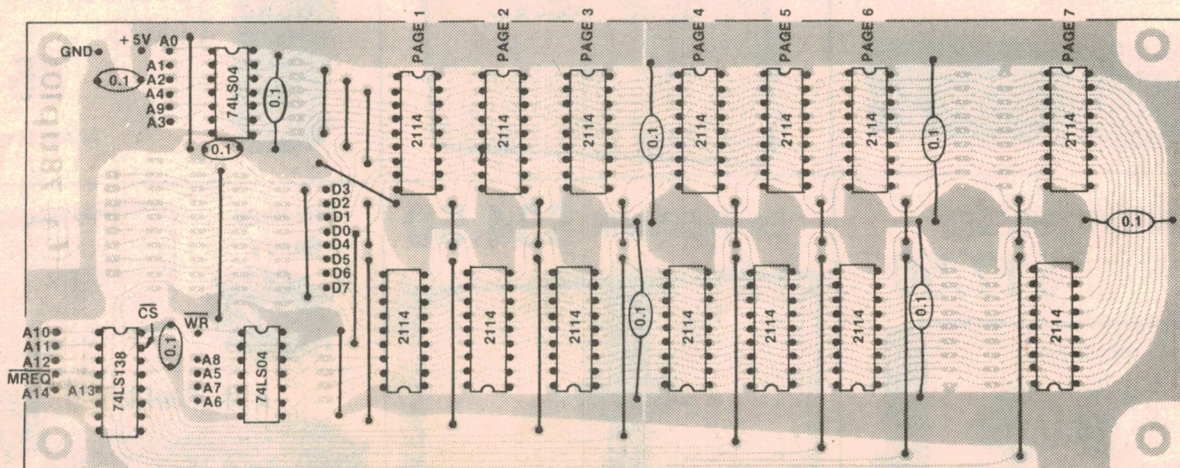 PAGE 1
PAGE 2
PAGE 3
PAGE 4
PAGE 5
PAGE 6
PAGE 7
GND
+5V
A0
A1
A2
A4
A9
A3
0.1
74LS04
0.1
0.1
2114
2114
2114
0.1
2114
2114
2114
0.1
2114
D3
D2
D1
D0
D4
D5
D6
D7
0.1
A10
A11
A12
MREQ
A14
A13
74LS138
CS
0.1
WR
A8
A5
A7
A6
74LS04
2114
2114
2114
0.1
2114
2114
2114
0.1
2114